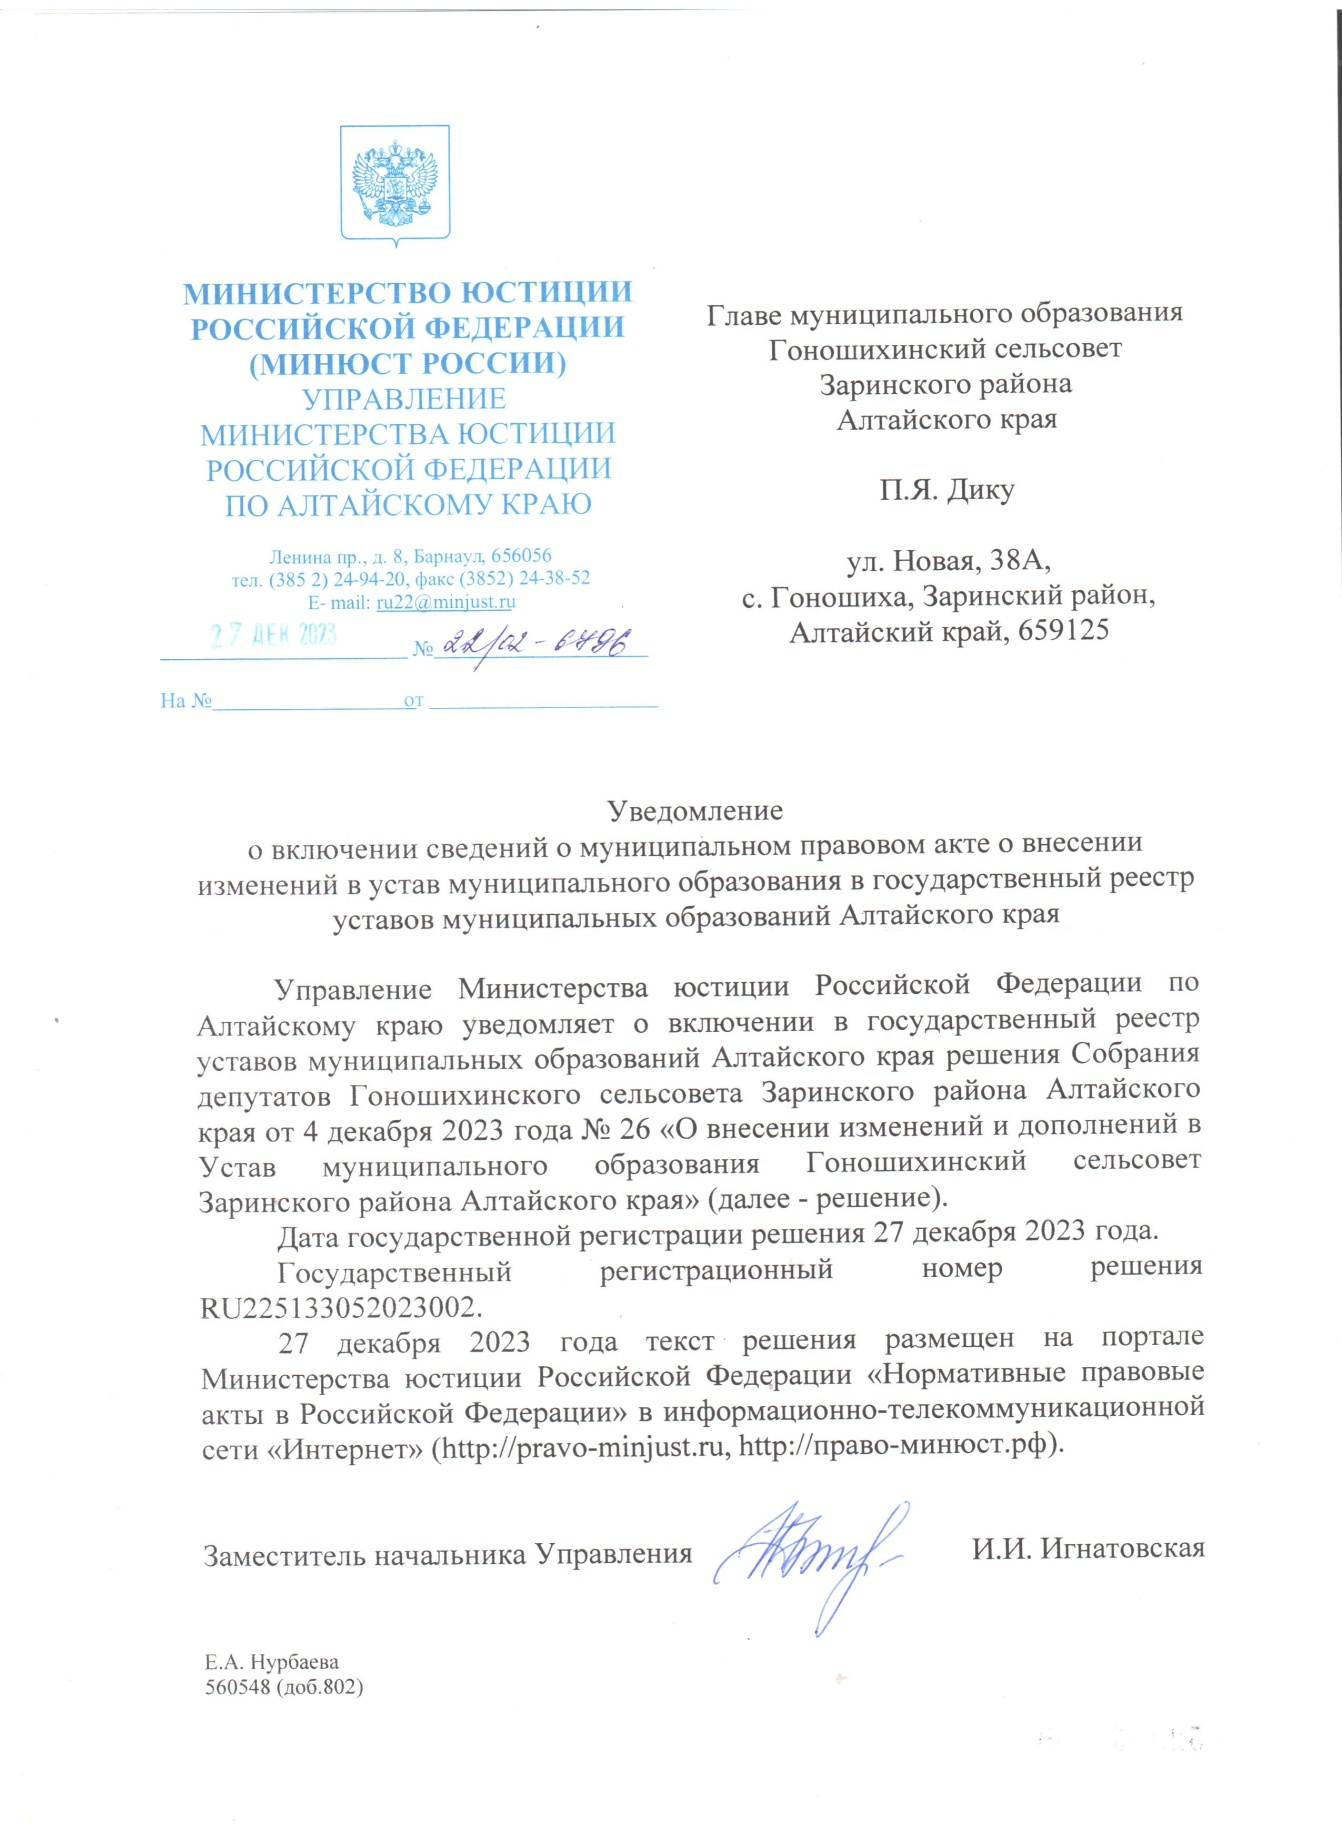 МИНИСТЕРСТВО ЮСТИЦИИ
РОССИЙСКОЙ ФЕДЕРАЦИИ
(МИНЮСТ РОССИИ)
УПРАВЛЕНИЕ
МИНИСТЕРСТВА ЮСТИЦИИ
РОССИЙСКОЙ ФЕДЕРАЦИИ
ПО АЛТАЙСКОМУ КРАЮ
Ленина пр., д. 8, Барнаул, 656056
тел. (385 2) 24-94-20, факс (3852) 24-38-52
E- mail: ru22@minjust.ru
27 ДЕК 2023 № 22/02-6796
На № от
Главе муниципального образования
Гоношихинский сельсовет
Заринского района
Алтайского края
П.Я. Дику
ул. Новая, 38А,
с. Гоношиха, Заринский район,
Алтайский край, 659125
Уведомление
о включении сведений о муниципальном правовом акте о внесении
изменений в устав муниципального образования в государственный реестр
уставов муниципальных образований Алтайского края
Управление Министерства юстиции Российской Федерации по
Алтайскому краю уведомляет о включении в государственный реестр
уставов муниципальных образований Алтайского края решения Собрания
депутатов Гоношихинского сельсовета Заринского района Алтайского
края от 4 декабря 2023 года № 26 «О внесении изменений и дополнений в
Устав муниципального образования Гоношихинский сельсовет
Заринского района Алтайского края» (далее - решение).
Дата государственной регистрации решения 27 декабря 2023 года.
Государственный регистрационный номер решения
RU225133052023002.
27 декабря 2023 года текст решения размещен на портале
Министерства юстиции Российской Федерации «Нормативные правовые
акты в Российской Федерации» в информационно-телекоммуникационной
сети «Интернет» (http://pravo-minjust.ru, http://право-минюст.рф).
Заместитель начальника Управления И.И. Игнатовская
Е.А. Нурбаева
560548 (доб.802)